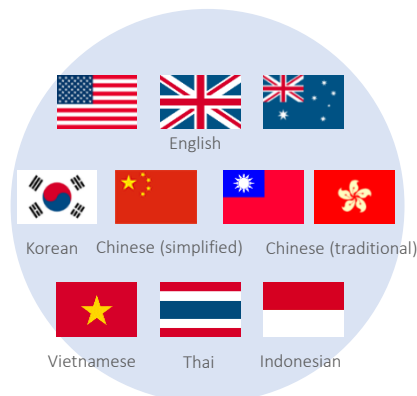 English
Korean Chinese (simplified) Chinese (traditional)
Vietnamese Thai Indonesian